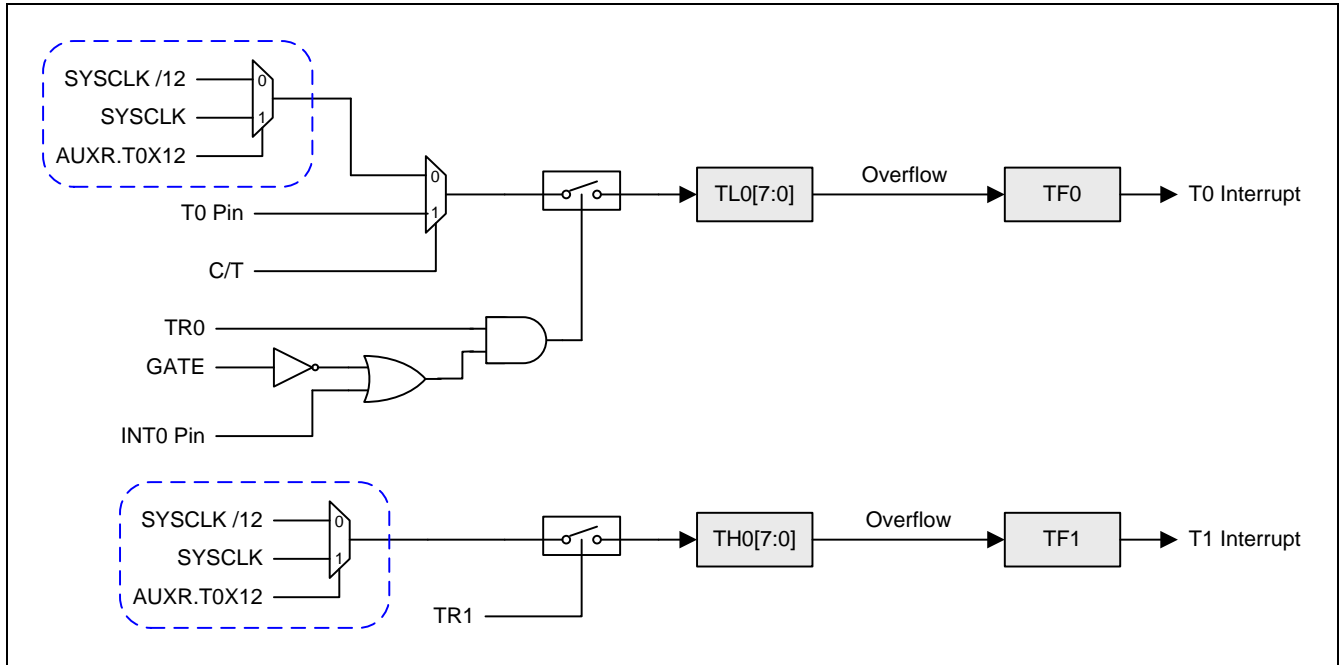 SYSCLK /12
0
SYSCLK
1
AUXR.T0X12
0
T0 Pin
1
C/T
TL0[7:0]
Overflow
TF0
T0 Interrupt
TR0
GATE
INT0 Pin
SYSCLK /12
0
SYSCLK
1
AUXR.T0X12
TR1
TH0[7:0]
Overflow
TF1
T1 Interrupt